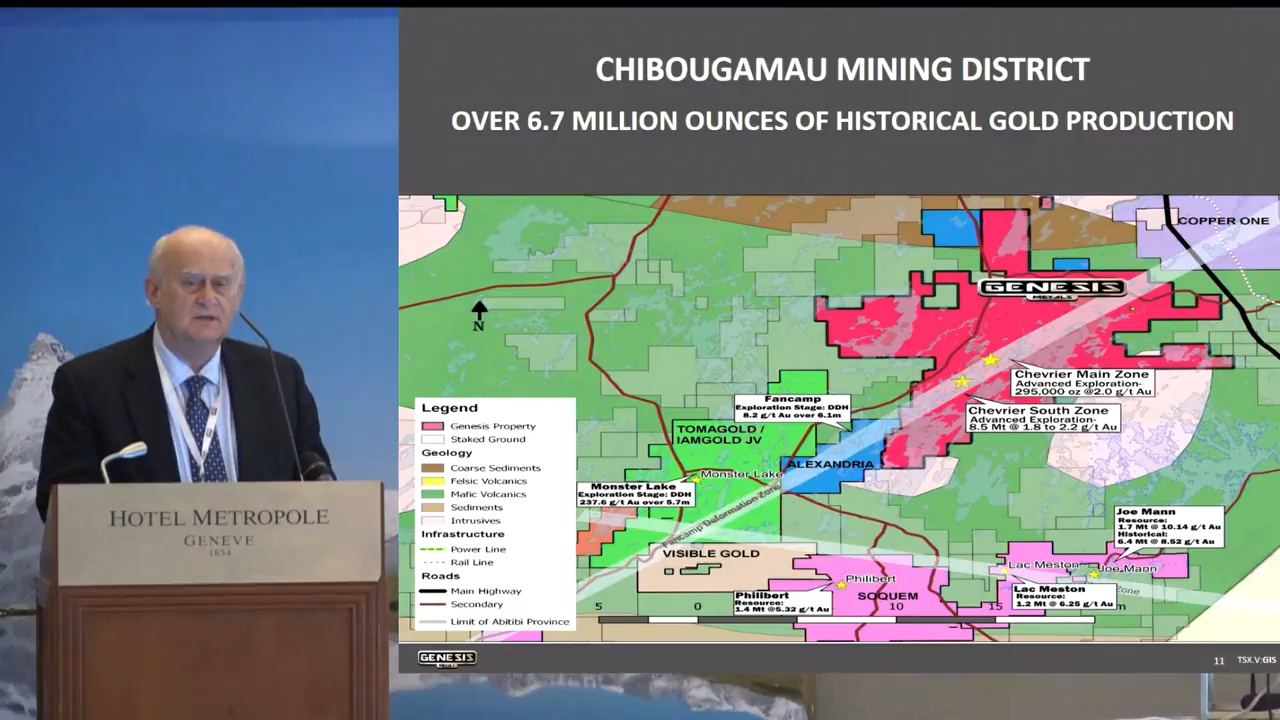 CHIBOUGAMAU MINING DISTRICT
OVER 6.7 MILLION OUNCES OF HISTORICAL GOLD PRODUCTION
COPPER ONE
GENESIS
METALS
N
Chevrier Main Zone
Advanced Exploration-
295,000 oz @2.0 g/t Au
Chevrier South Zone
Advanced Exploration-
8.5 Mt @ 1.8 to 2.2 g/t Au
Fancamp
Exploration Stage: DDH
8.2 g/t Au over 6.1m
TOMAGOLD /
IAMGOLD JV
ALEXANDRIA
Monster Lake
Monster Lake
Exploration Stage: DDH
237.6 g/t Au over 5.7m
Fancamp Deformation Zone
VISIBLE GOLD
Joe Mann
Resource:
1.7 Mt @ 10.14 g/t Au
Historical:
6.4 Mt @ 8.52 g/t Au
Lac Meston
Joe Mann
Zone
Lac Meston
Resource:
1.2 Mt @ 6.25 g/t Au
Philibert
SOQUEM
Philibert
Resource:
1.4 Mt @5.32 g/t Au
5 0 10 15
Legend
Genesis Property
Staked Ground
Geology
Coarse Sediments
Felsic Volcanics
Mafic Volcanics
Sediments
Intrusives
Infrastructure
Power Line
Rail Line
Roads
Main Highway
Secondary
Limit of Abitibi Province
GENESIS
METALS
11 TSX.V:GIS
HOTEL METROPOLE
GENEVE
1854